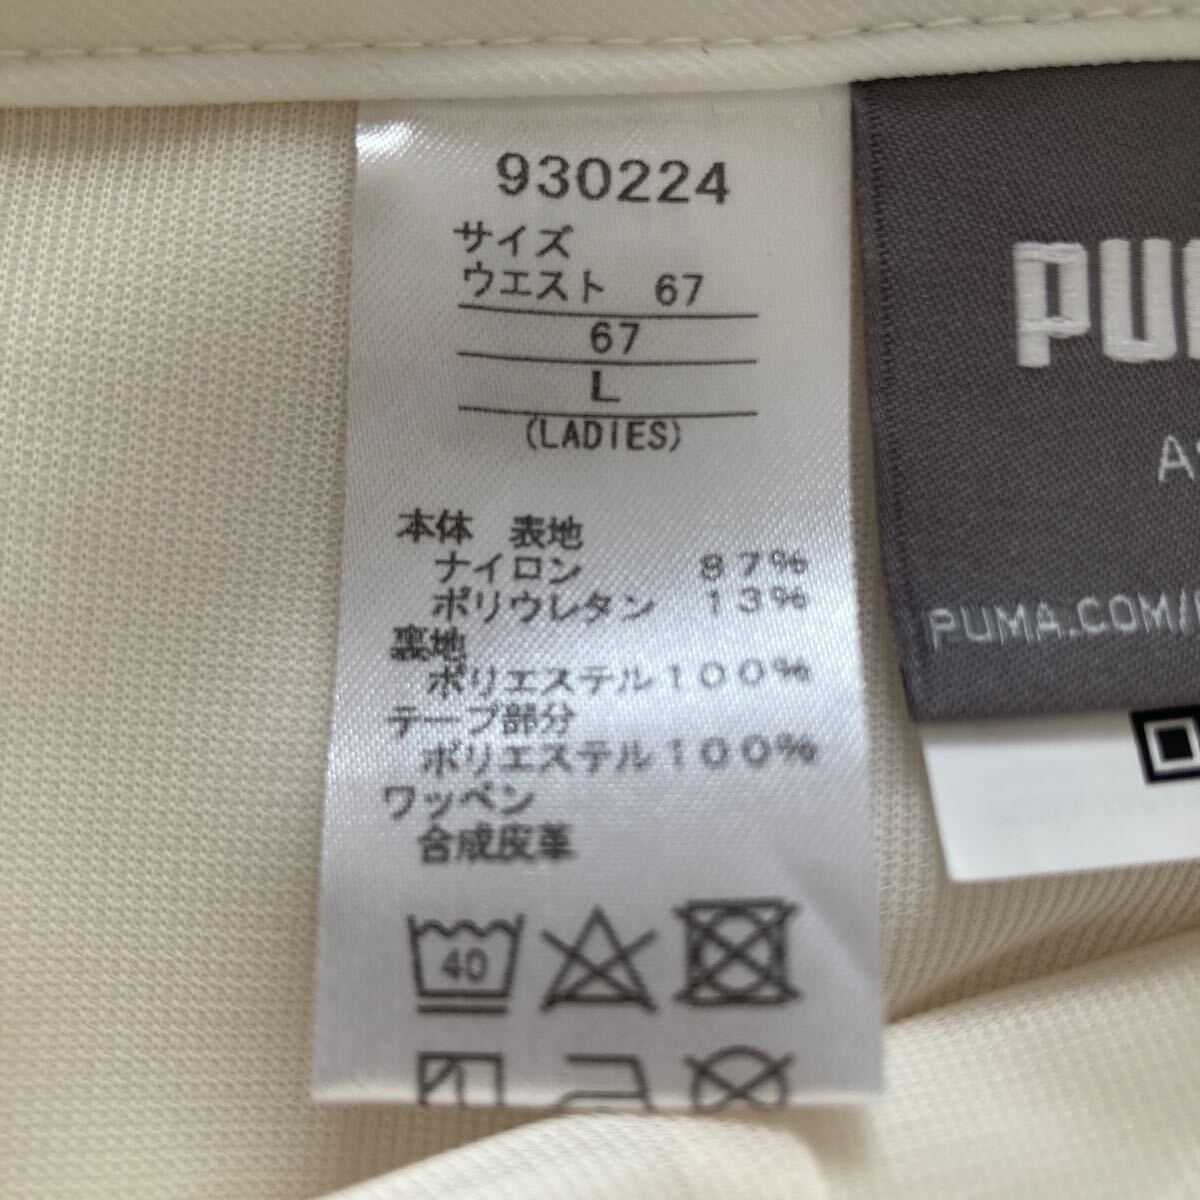 930224
サイズ
ウエスト 67
67
L
(LADIES)
本体 表地
ナイロン 87%
ポリウレタン 13%
裏地
ポリエステル100%
テープ部分
ポリエステル100%
ワッペン
合成皮革
40
PUMA.COM/